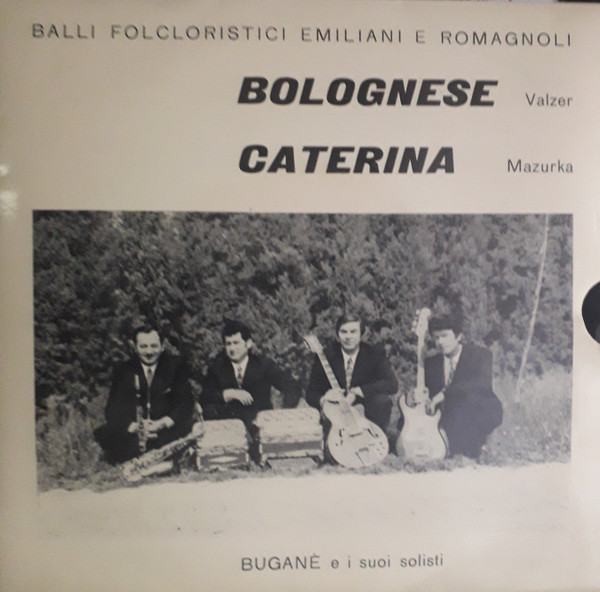 BALLI FOLCLORISTICI EMILIANI E ROMAGNOLI
BOLOGNESE Valzer
CATERINA Mazurka
BUGANÈ e i suoi solisti